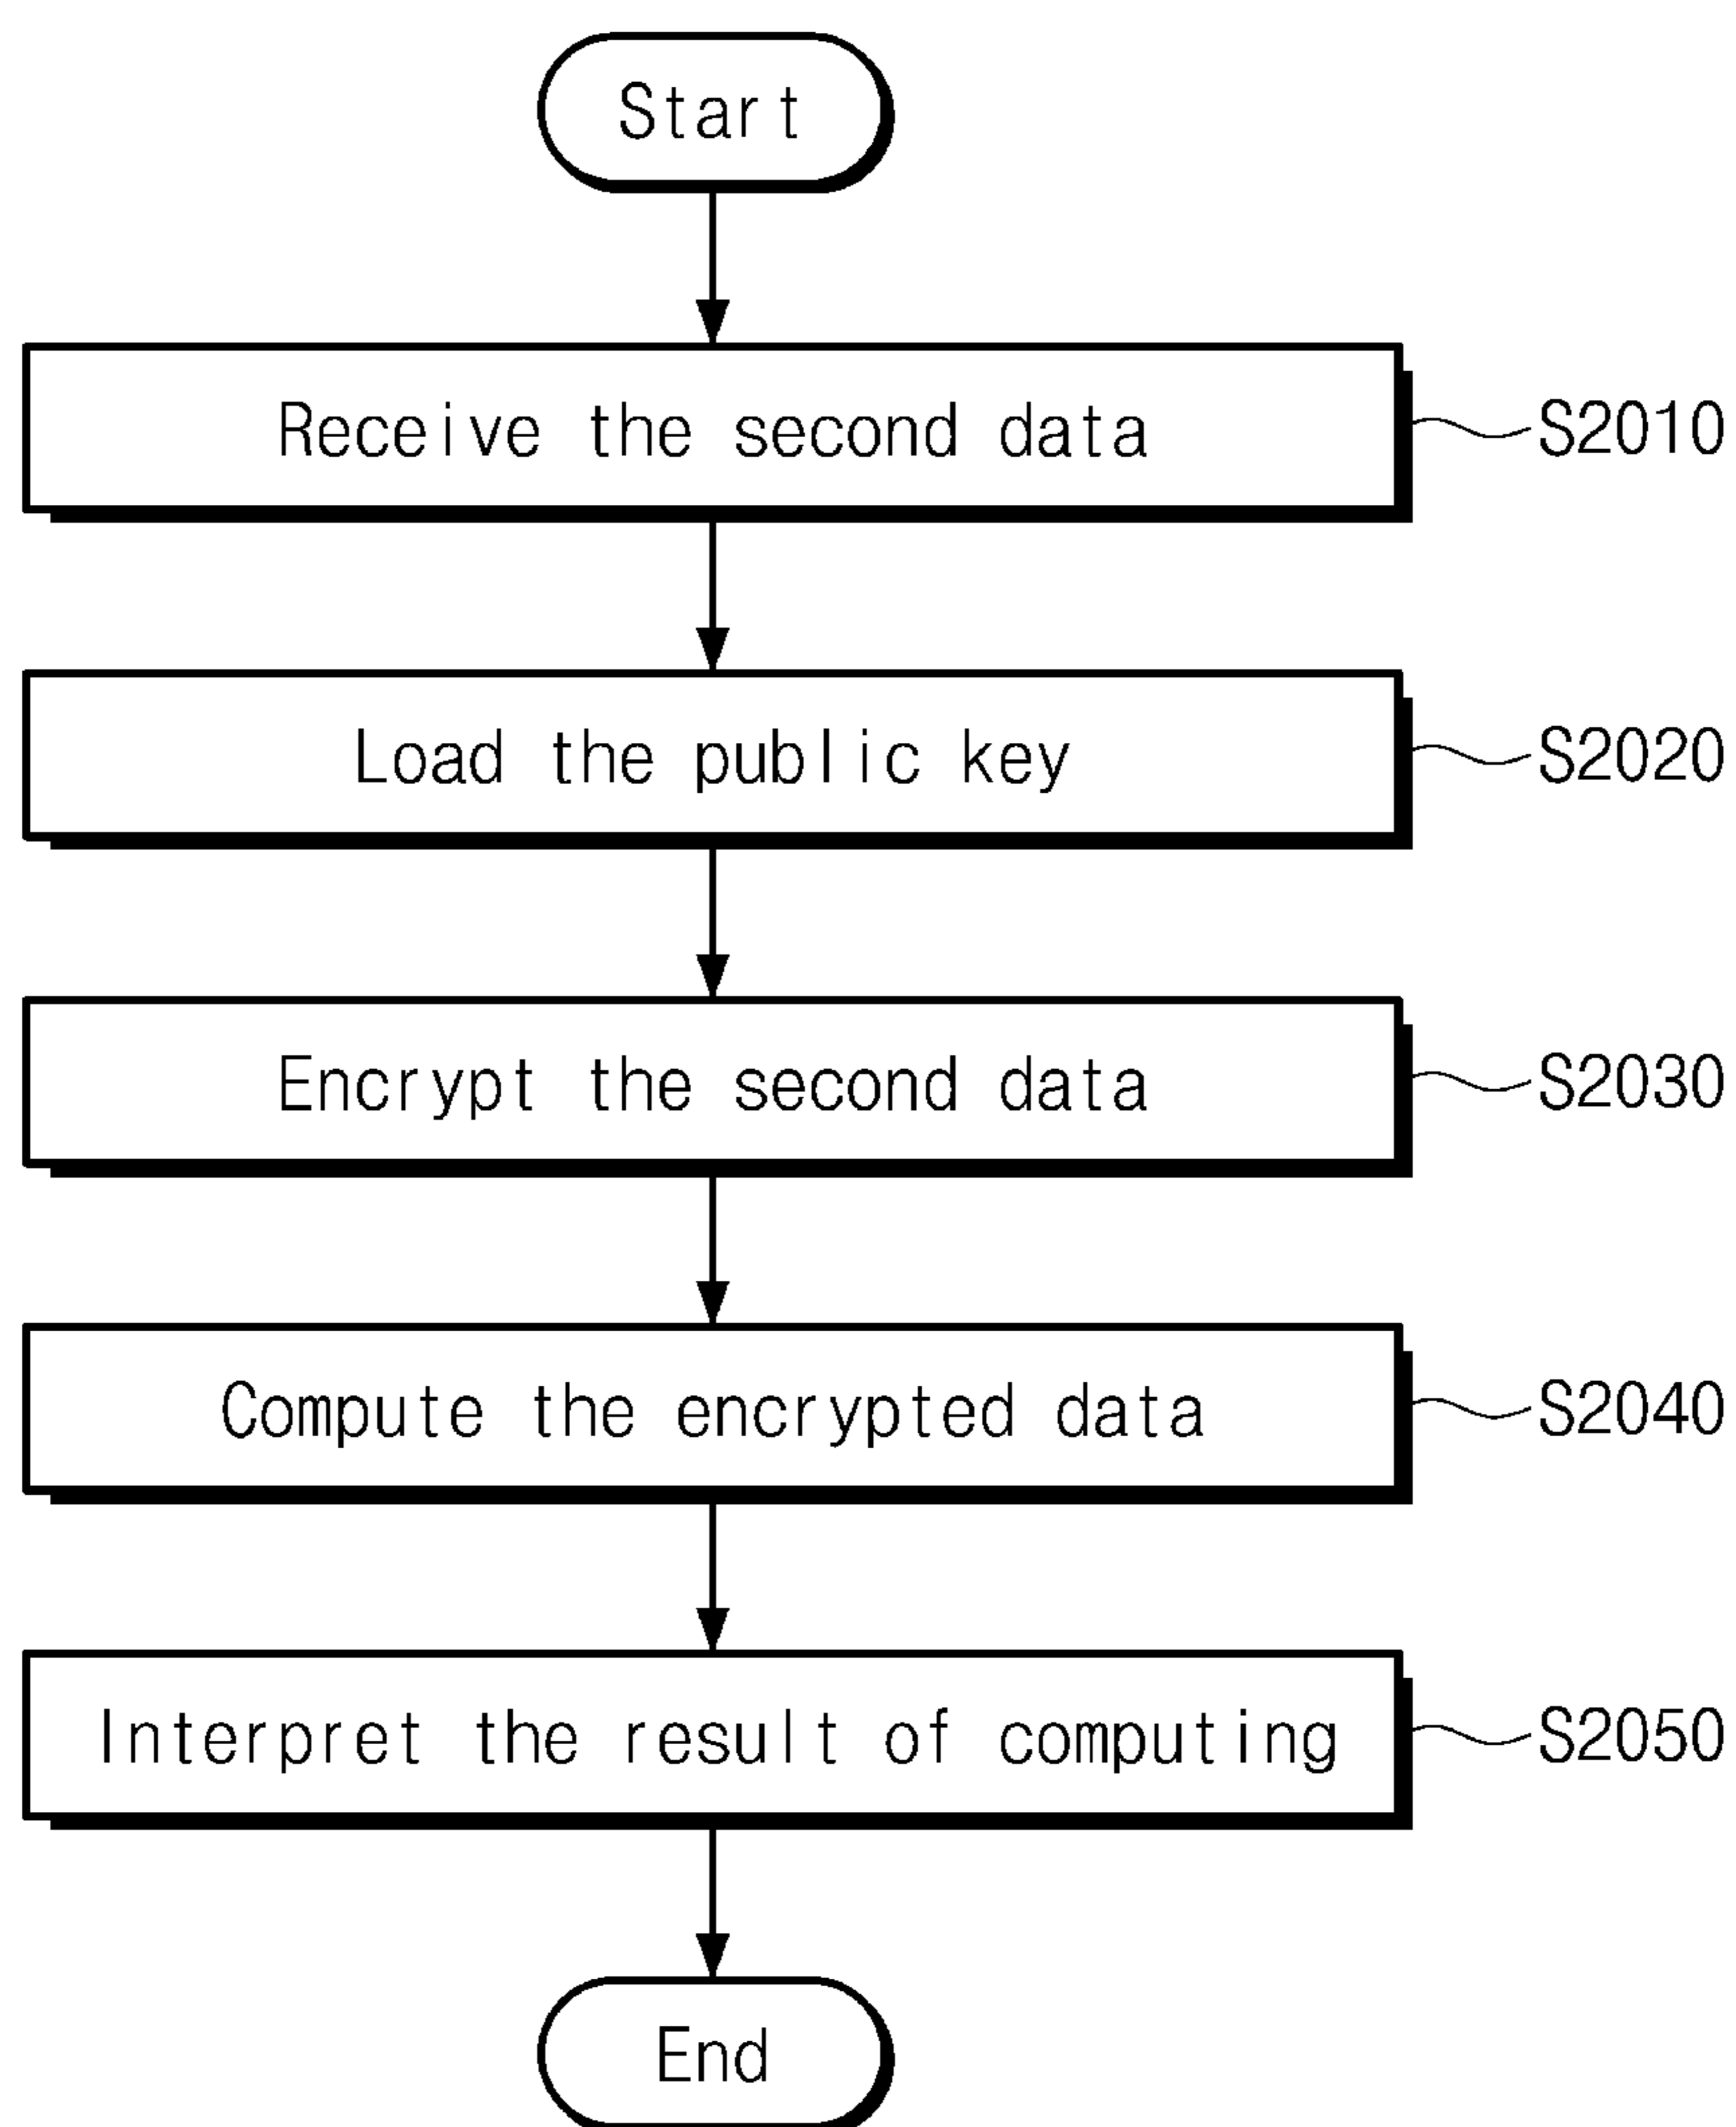 Start
Receive the second data
S2010
Load the public key
S2020
Encrypt the second data
S2030
Compute the encrypted data
S2040
Interpret the result of computing
S2050
End